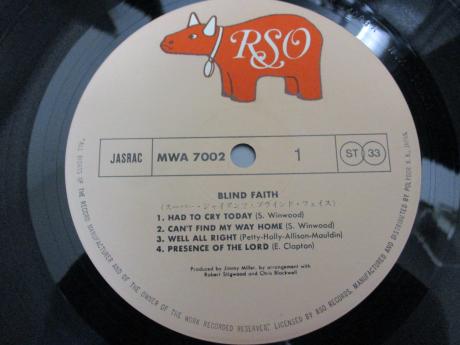 RSO
JASRAC
MWA 7002
1
ST 33
BLIND FAITH
(スーパー・ジャイアンツ・ブラインド・フェイス)
1. HAD TO CRY TODAY (S. Winwood)
2. CAN'T FIND MY WAY HOME (S. Winwood)
3. WELL ALL RIGHT (Petty-Holly-Allison-Mauldin)
4. PRESENCE OF THE LORD (E. Clapton)
Produced by Jimmy Miller, by arrangement with
Robert Stigwood and Chris Blackwell
"ALL RIGHTS OF THE RECORD MANUFACTURING AND OF THE OWNER OF THE WORK RECORDED RESERVED." LICENSED BY RSO RECORDS. MANUFACTURED AND DISTRIBUTED BY POLYDOR K.K., JAPAN.